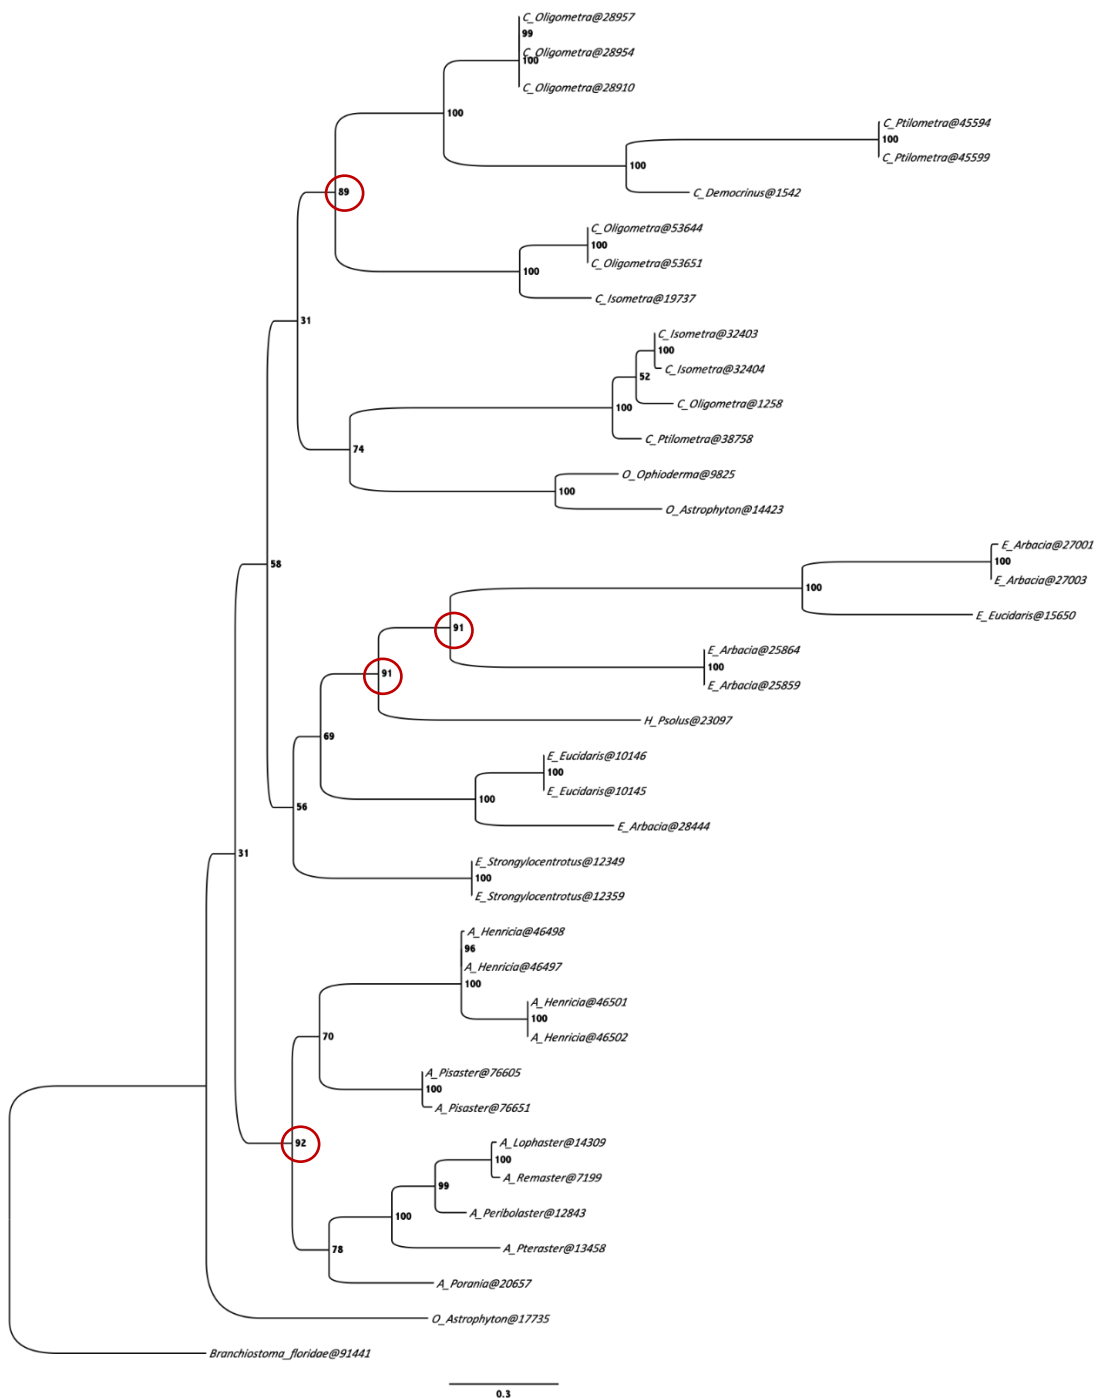 C_Oligometra@28957
99
C_Oligometra@28954
100
C_Oligometra@28910
100
C_Ptilometra@45594
100
C_Ptilometra@45599
100
C_Democrinus@1542
89
C_Oligometra@53644
100
C_Oligometra@53651
100
C_Isometra@19737
31
C_Isometra@32403
100
C_Isometra@32404
52
C_Oligometra@1258
100
C_Ptilometra@38758
74
O_Ophioderma@9825
100
O_Astrophyton@14423
58
E_Arbacia@27001
100
E_Arbacia@27003
100
E_Eucidaris@15650
91
E_Arbacia@25864
100
E_Arbacia@25859
91
H_Psolus@23097
69
E_Eucidaris@10146
100
E_Eucidaris@10145
100
E_Arbacia@28444
56
E_Strongylocentrotus@12349
100
E_Strongylocentrotus@12359
31
A_Henricia@46498
96
A_Henricia@46497
100
A_Henricia@46501
100
A_Henricia@46502
70
A_Pisaster@76605
100
A_Pisaster@76651
92
A_Lophaster@14309
100
A_Remaster@7199
99
A_Peribolaster@12843
100
A_Pteraster@13458
78
A_Porania@20657
O_Astrophyton@17735
Branchiostoma_floridae@91441
0.3